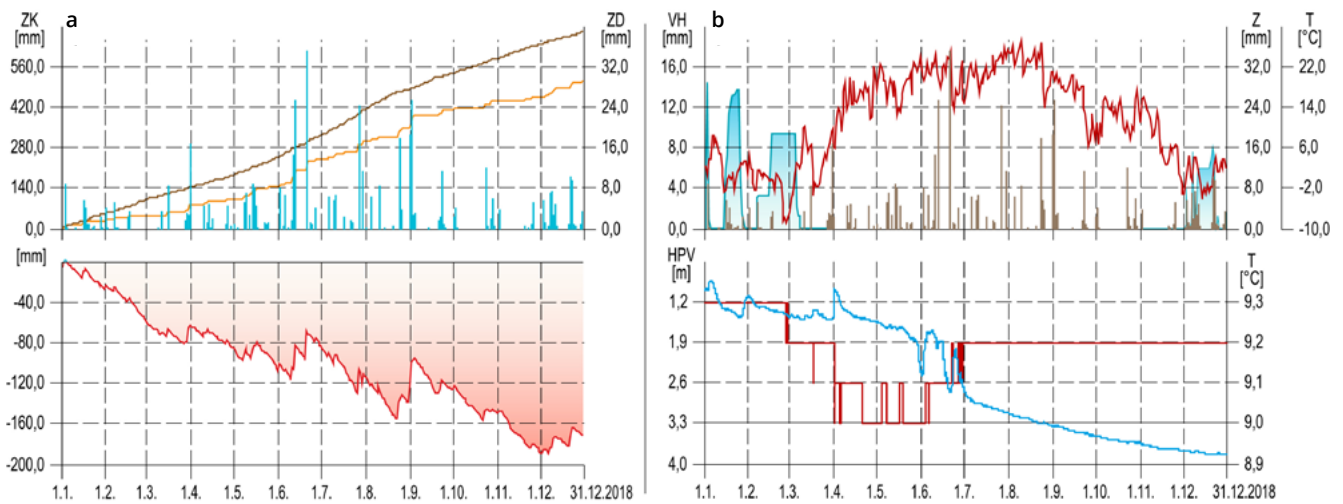 ZK a ZD
[mm] [mm]
560,0 32,0
420,0 24,0
280,0 16,0
140,0 8,0
0,0 0,0
[mm]
-40,0
-80,0
-120,0
-160,0
-200,0
1.1. 1.2. 1.3. 1.4. 1.5. 1.6. 1.7. 1.8. 1.9. 1.10. 1.11. 1.12. 31.12.2018
VH b Z T
[mm] [mm] [°C]
16,0 32,0 22,0
12,0 24,0 14,0
8,0 16,0 6,0
4,0 8,0 -2,0
0,0 0,0 -10,0
HPV T
[m] [°C]
1,2 9,3
1,9 9,2
2,6 9,1
3,3 9,0
4,0 8,9
1.1. 1.2. 1.3. 1.4. 1.5. 1.6. 1.7. 1.8. 1.9. 1.10. 1.11. 1.12. 31.12.2018